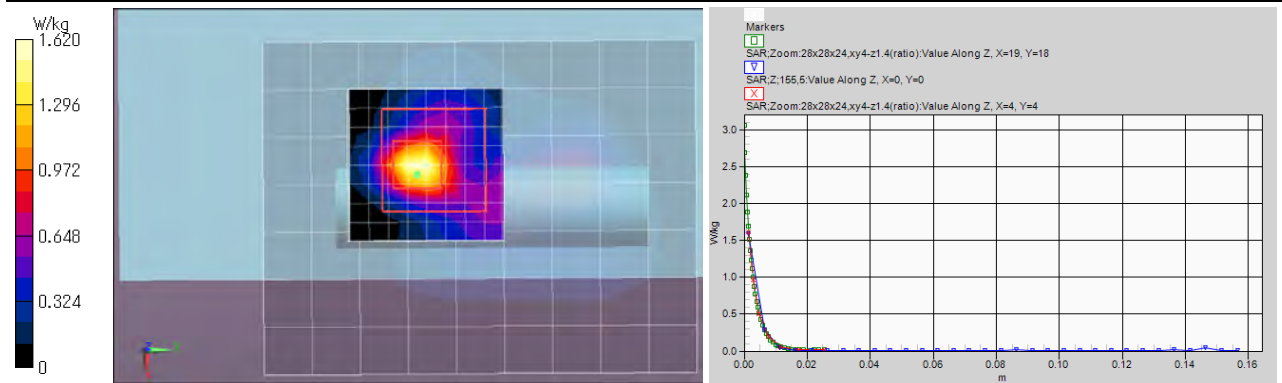 W/kg
1.620
1.296
0.972
0.648
0.324
0
Markers
SAR;Zoom:28x28x24,xy4-z1.4(ratio):Value Along Z, X=19, Y=18
SAR;Z;155,5:Value Along Z, X=0, Y=0
SAR;Zoom:28x28x24,xy4-z1.4(ratio):Value Along Z, X=4, Y=4
3.0
2.5
2.0
W/kg
1.5
1.0
0.5
0.0
0.00 0.02 0.04 0.06 0.08 0.10 0.12 0.14 0.16
m